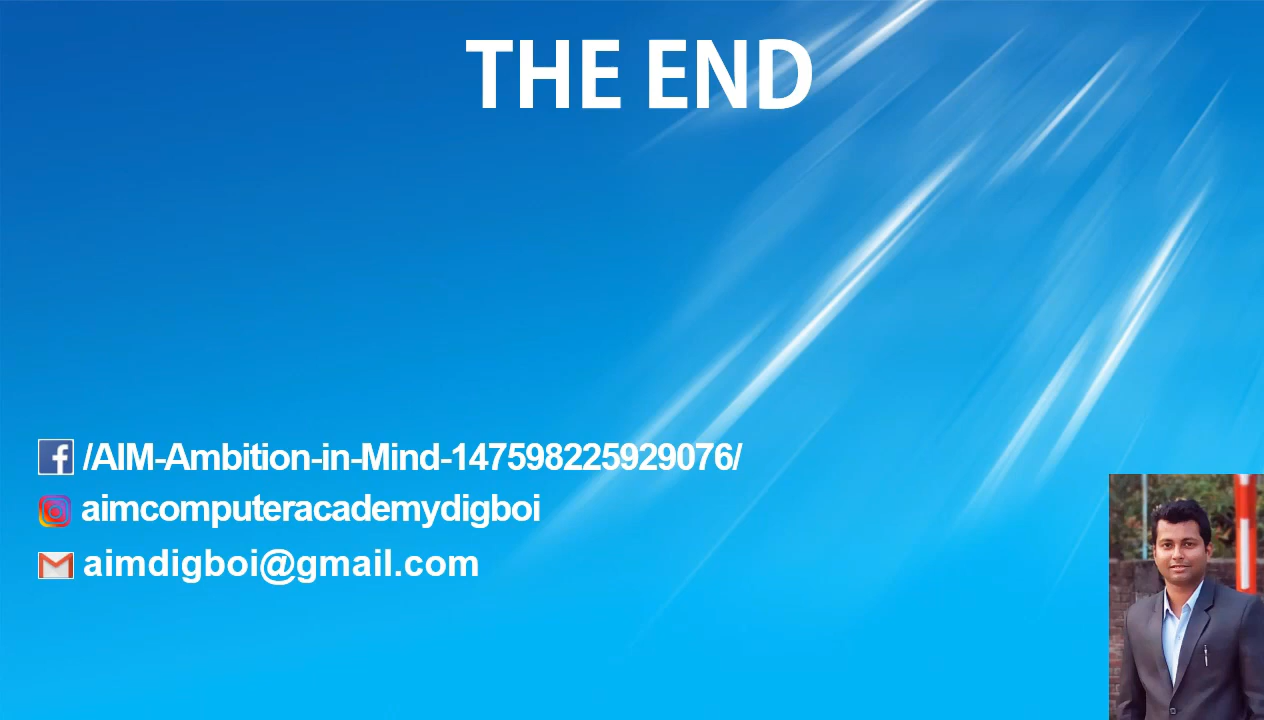 THE END
/AIM-Ambition-in-Mind-147598225929076/
aimcomputeracademydigboi
aimdigboi@gmail.com